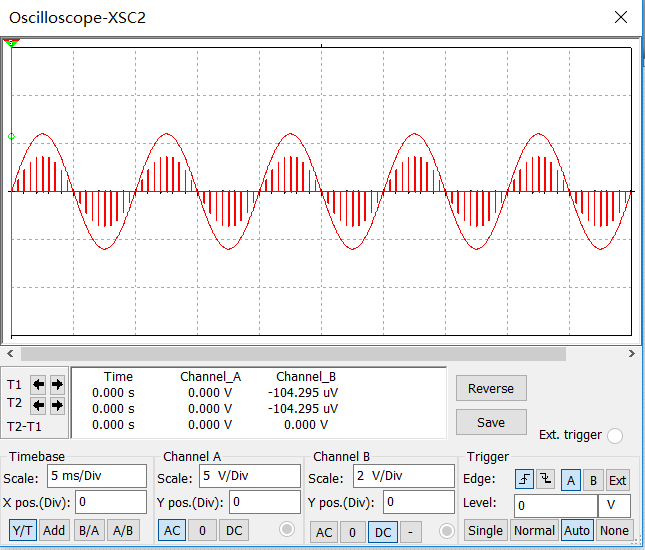 Oscilloscope-XSC2
T1
T2
T2-T1
Time Channel_A Channel_B
0.000 s 0.000 V -104.295 uV
0.000 s 0.000 V -104.295 uV
0.000 s 0.000 V 0.000 V
Reverse
Save
Ext. trigger
Timebase
Scale: 5 ms/Div
X pos.(Div): 0
Y/T Add B/A A/B
Channel A
Scale: 5 V/Div
Y pos.(Div): 0
AC 0 DC
Channel B
Scale: 2 V/Div
Y pos.(Div): 0
AC 0 DC -
Trigger
Edge: A B Ext
Level: 0 V
Single Normal Auto None